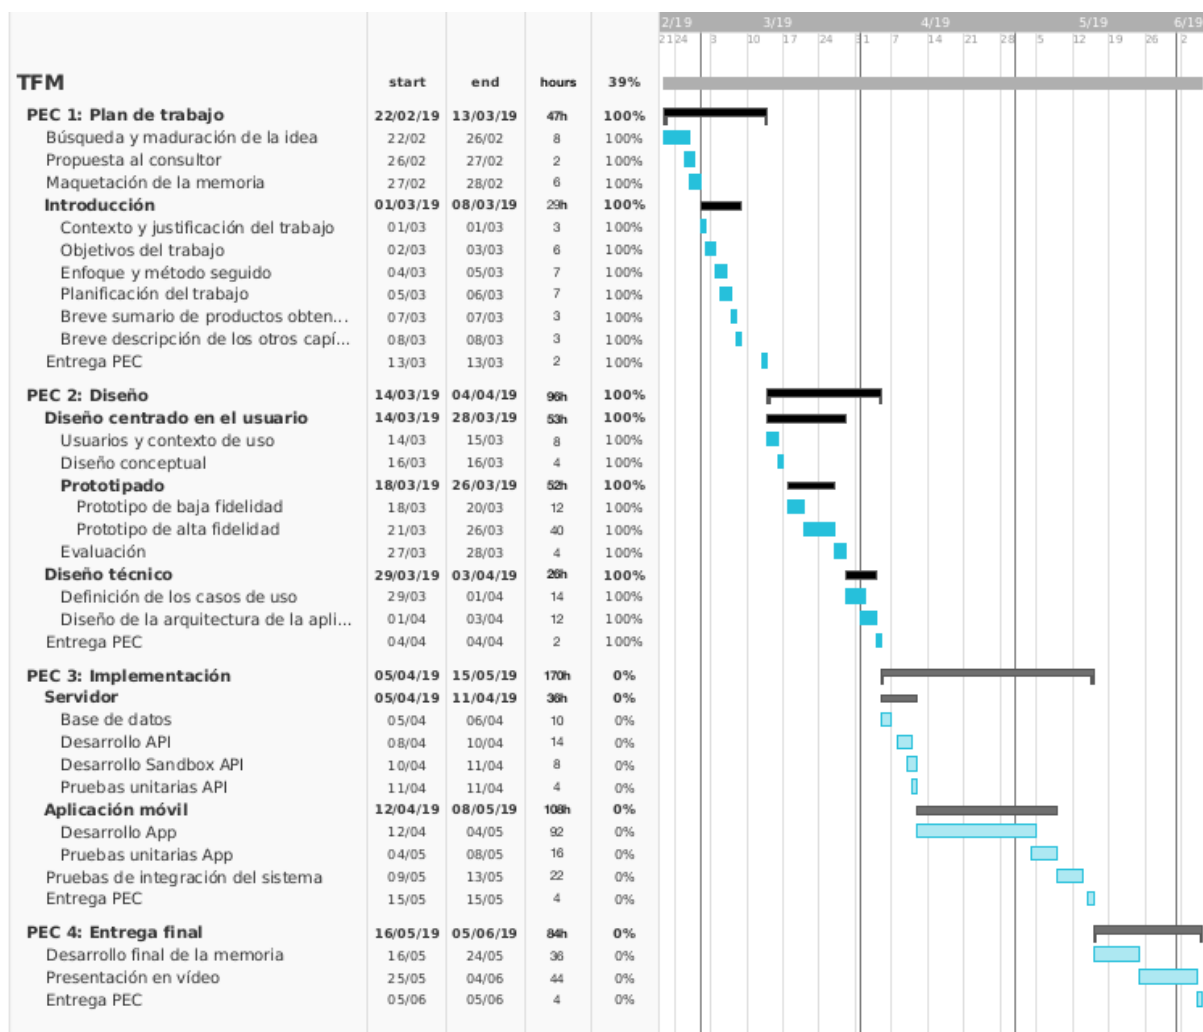 2/19 3/19 4/19 5/19 6/19
21 24 3 10 17 24 31 7 14 21 28 5 12 19 26 2
TFM start end hours 39%
PEC 1: Plan de trabajo 22/02/19 13/03/19 47h 100%
Búsqueda y maduración de la idea 22/02 26/02 8 100%
Propuesta al consultor 26/02 27/02 2 100%
Maquetación de la memoria 27/02 28/02 6 100%
Introducción 01/03/19 08/03/19 29h 100%
Contexto y justificación del trabajo 01/03 01/03 3 100%
Objetivos del trabajo 02/03 03/03 6 100%
Enfoque y método seguido 04/03 05/03 7 100%
Planificación del trabajo 05/03 06/03 7 100%
Breve sumario de productos obten... 07/03 07/03 3 100%
Breve descripción de los otros capí... 08/03 08/03 3 100%
Entrega PEC 13/03 13/03 2 100%
PEC 2: Diseño 14/03/19 04/04/19 96h 100%
Diseño centrado en el usuario 14/03/19 28/03/19 53h 100%
Usuarios y contexto de uso 14/03 15/03 8 100%
Diseño conceptual 16/03 16/03 4 100%
Prototipado 18/03/19 26/03/19 52h 100%
Prototipo de baja fidelidad 18/03 20/03 12 100%
Prototipo de alta fidelidad 21/03 26/03 40 100%
Evaluación 27/03 28/03 4 100%
Diseño técnico 29/03/19 03/04/19 26h 100%
Definición de los casos de uso 29/03 01/04 14 100%
Diseño de la arquitectura de la apli... 01/04 03/04 12 100%
Entrega PEC 04/04 04/04 2 100%
PEC 3: Implementación 05/04/19 15/05/19 170h 0%
Servidor 05/04/19 11/04/19 36h 0%
Base de datos 05/04 06/04 10 0%
Desarrollo API 08/04 10/04 14 0%
Desarrollo Sandbox API 10/04 11/04 8 0%
Pruebas unitarias API 11/04 11/04 4 0%
Aplicación móvil 12/04/19 08/05/19 108h 0%
Desarrollo App 12/04 04/05 92 0%
Pruebas unitarias App 04/05 08/05 16 0%
Pruebas de integración del sistema 09/05 13/05 22 0%
Entrega PEC 15/05 15/05 4 0%
PEC 4: Entrega final 16/05/19 05/06/19 84h 0%
Desarrollo final de la memoria 16/05 24/05 36 0%
Presentación en vídeo 25/05 04/06 44 0%
Entrega PEC 05/06 05/06 4 0%